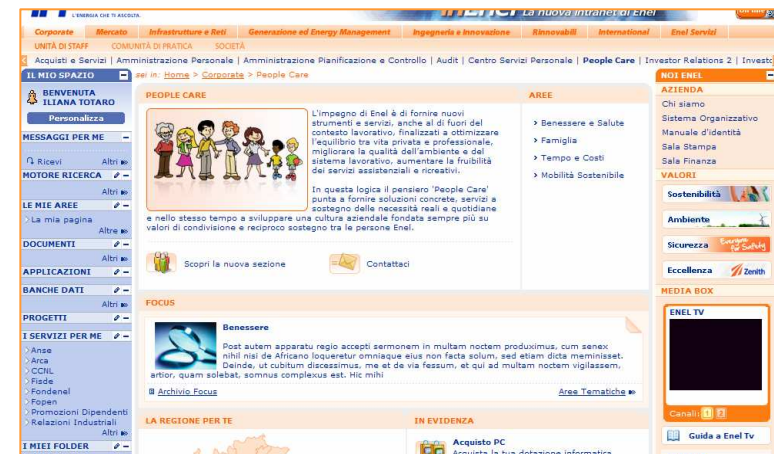 L'ENERGIA CHE TI ASCOLTA.
La nuova Intranet di Enel
Corporate Mercato Infrastrutture e Reti Generazione ed Energy Management Ingegneria e Innovazione Rinnovabili International Enel Servizi
UNITÀ DI STAFF COMUNITÀ DI PRATICA SOCIETÀ
Acquisti e Servizi | Amministrazione Personale | Amministrazione Pianificazione e Controllo | Audit | Centro Servizi Personale | People Care | Investor Relations 2 | Invest
IL MIO SPAZIO
BENVENUTA
ILIANA TOTARO
Personalizza
MESSAGGI PER ME
Ricevi Altri
MOTORE RICERCA
Altri
LE MIE AREE
La mia pagina
Altre
DOCUMENTI
Altri
APPLICAZIONI
BANCHE DATI
Altri
PROGETTI
I SERVIZI PER ME
Anse
Arca
CCNL
Fisde
Fondenel
Fopen
Promozioni Dipendenti
Relazioni Industriali
Altri
I MIEI FOLDER
sei in: Home > Corporate > People Care
PEOPLE CARE
L'impegno di Enel è di fornire nuovi
strumenti e servizi, anche al di fuori del
contesto lavorativo, finalizzati a ottimizzare
l'equilibrio tra vita privata e professionale,
migliorare la qualità dell'ambiente e del
sistema lavorativo, aumentare la fruibilità
dei servizi assistenziali e ricreativi.
In questa logica il pensiero 'People Care'
punta a fornire soluzioni concrete, servizi a
sostegno delle necessità reali e quotidiane
e nello stesso tempo a sviluppare una cultura aziendale fondata sempre più su
valori di condivisione e reciproco sostegno tra le persone Enel.
Scopri la nuova sezione
Contattaci
AREE
Benessere e Salute
Famiglia
Tempo e Costi
Mobilità Sostenibile
FOCUS
Benessere
Post autem apparatu regio accepti sermonem in multam noctem produximus, cum senex
nihil nisi de Africano loqueretur omniaque eius non facta solum, sed etiam dicta meminisset.
Deinde, ut cubitum discessimus, me et de via fessum, et qui ad multam noctem vigilassem,
artior, quam solebat, somnus complexus est. Hic mihi
Archivio Focus
Aree Tematiche
LA REGIONE PER TE
IN EVIDENZA
Acquisto PC
Acquista la tua dotazione informatica
NOI ENEL
AZIENDA
Chi siamo
Sistema Organizzativo
Manuale d'identità
Sala Stampa
Sala Finanza
VALORI
Sostenibilità
Ambiente
Sicurezza
Eccellenza Zenith
MEDIA BOX
ENEL TV
Canali: 1 2
Guida a Enel Tv